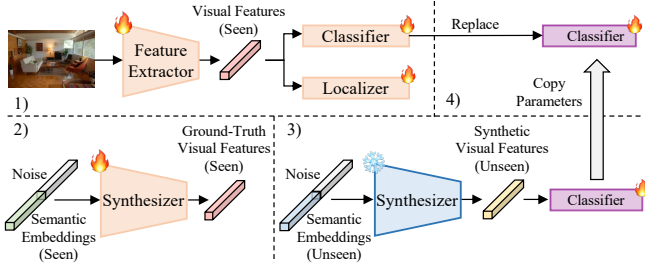 Visual Features
(Seen)
Feature
Extractor
Classifier
Localizer
1)
Replace
Classifier
4)
Copy
Parameters
2)
Noise
Semantic
Embeddings
(Seen)
Synthesizer
Ground-Truth
Visual Features
(Seen)
3)
Noise
Semantic
Embeddings
(Unseen)
Synthesizer
Synthetic
Visual Features
(Unseen)
Classifier